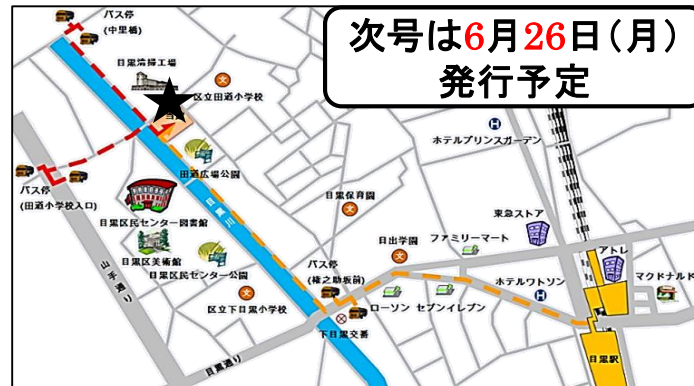 次号は6月26日(月)
発行予定
バス停
(中里橋)
目黒清掃工場
区立田道小学校
田道広場公園
バス停
(田道小学校入口)
目黒区民センター図書館
目黒区美術館
目黒区民センター公園
区立下目黒小学校
山手通り
目黒通り
目黒川
目黒保育園
日出学園
バス停
(権之助坂前)
下目黒交番
ローソン
セブンイレブン
ファミリーマート
東急ストア
ホテルプリンスガーデン
ホテルワトソン
アトレ
マクドナルド
目黒駅